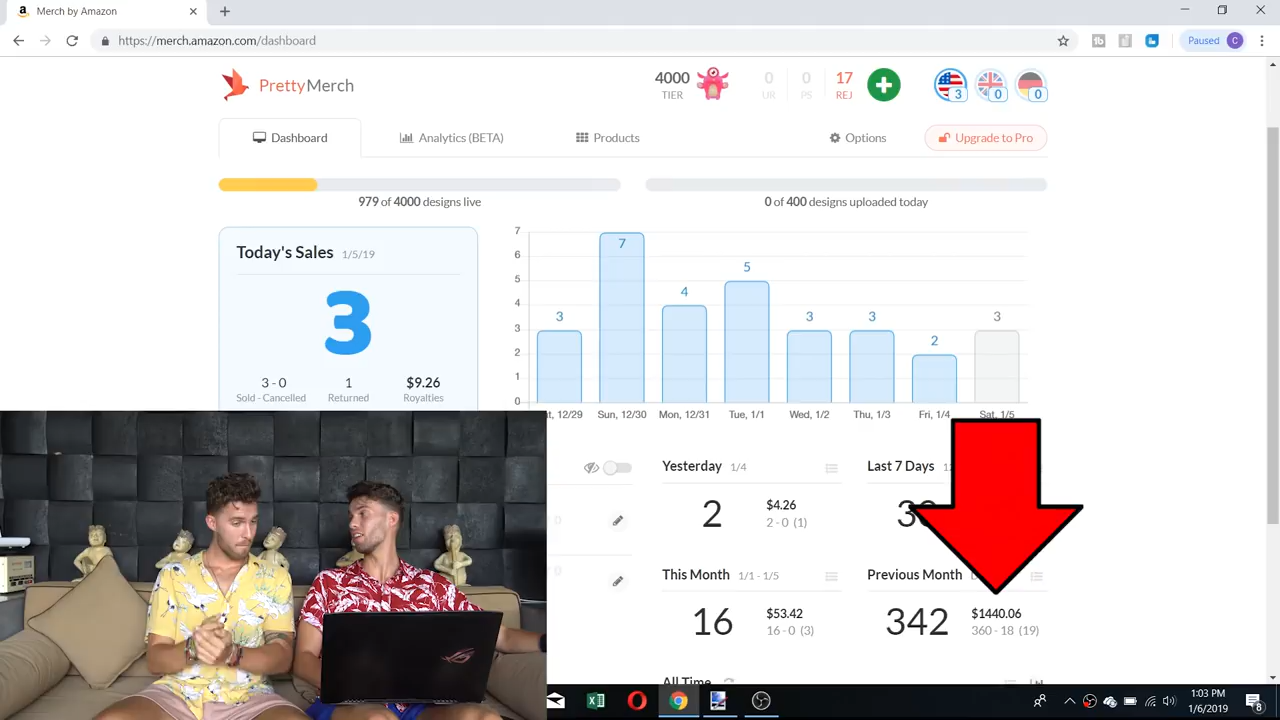 Merch by Amazon
https://merch.amazon.com/dashboard
Paused C
PrettyMerch
4000 TIER
0 UR
0 PS
17 REJ
3 0 0
Dashboard Analytics (BETA) Products Options Upgrade to Pro
979 of 4000 designs live
0 of 400 designs uploaded today
Today's Sales 1/5/19
3
3 - 0 1 $9.26
Sold - Cancelled Returned Royalties
7
6
5
4
3
2
1
0
3 7 4 5 3 3 2 3
Sun, 12/30 Mon, 12/31 Tue, 1/1 Wed, 1/2 Thu, 1/3 Fri, 1/4 Sat, 1/5
Yesterday 1/4
2 $4.26
2 - 0 (1)
Last 7 Days
This Month 1/1 - 1/5
16 $53.42
16 - 0 (3)
Previous Month
342 $1440.06
360 - 18 (19)
All Time
1:03 PM
1/6/2019
8